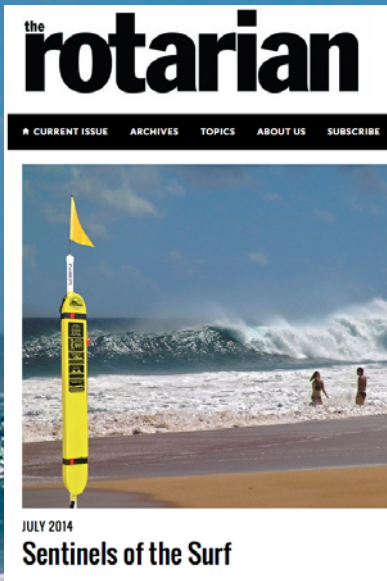 the
rotarian
CURRENT ISSUE ARCHIVES TOPICS ABOUT US SUBSCRIBE
JULY 2014
Sentinels of the Surf